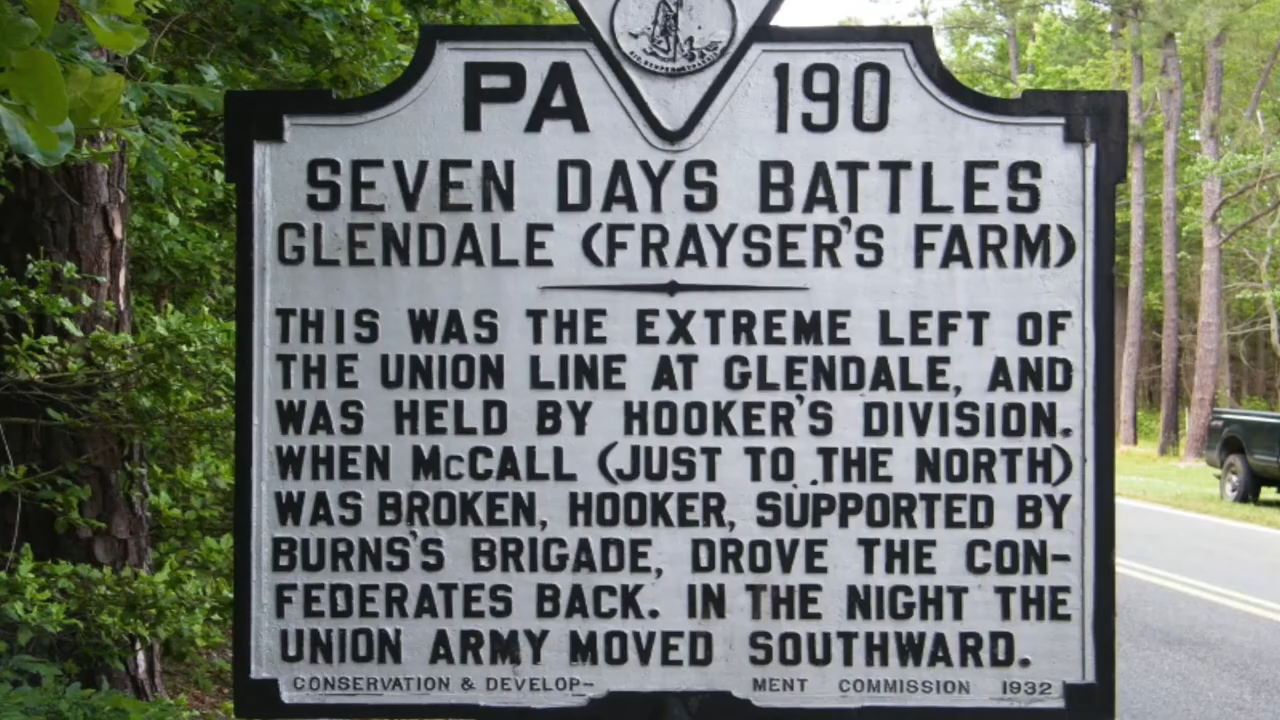 PA 190
SEVEN DAYS BATTLES
GLENDALE (FRAYSER'S FARM)
THIS WAS THE EXTREME LEFT OF
THE UNION LINE AT GLENDALE, AND
WAS HELD BY HOOKER'S DIVISION.
WHEN McCALL (JUST TO THE NORTH)
WAS BROKEN, HOOKER, SUPPORTED BY
BURNS'S BRIGADE, DROVE THE CON-
FEDERATES BACK. IN THE NIGHT THE
UNION ARMY MOVED SOUTHWARD.
CONSERVATION & DEVELOP- MENT COMMISSION 1932